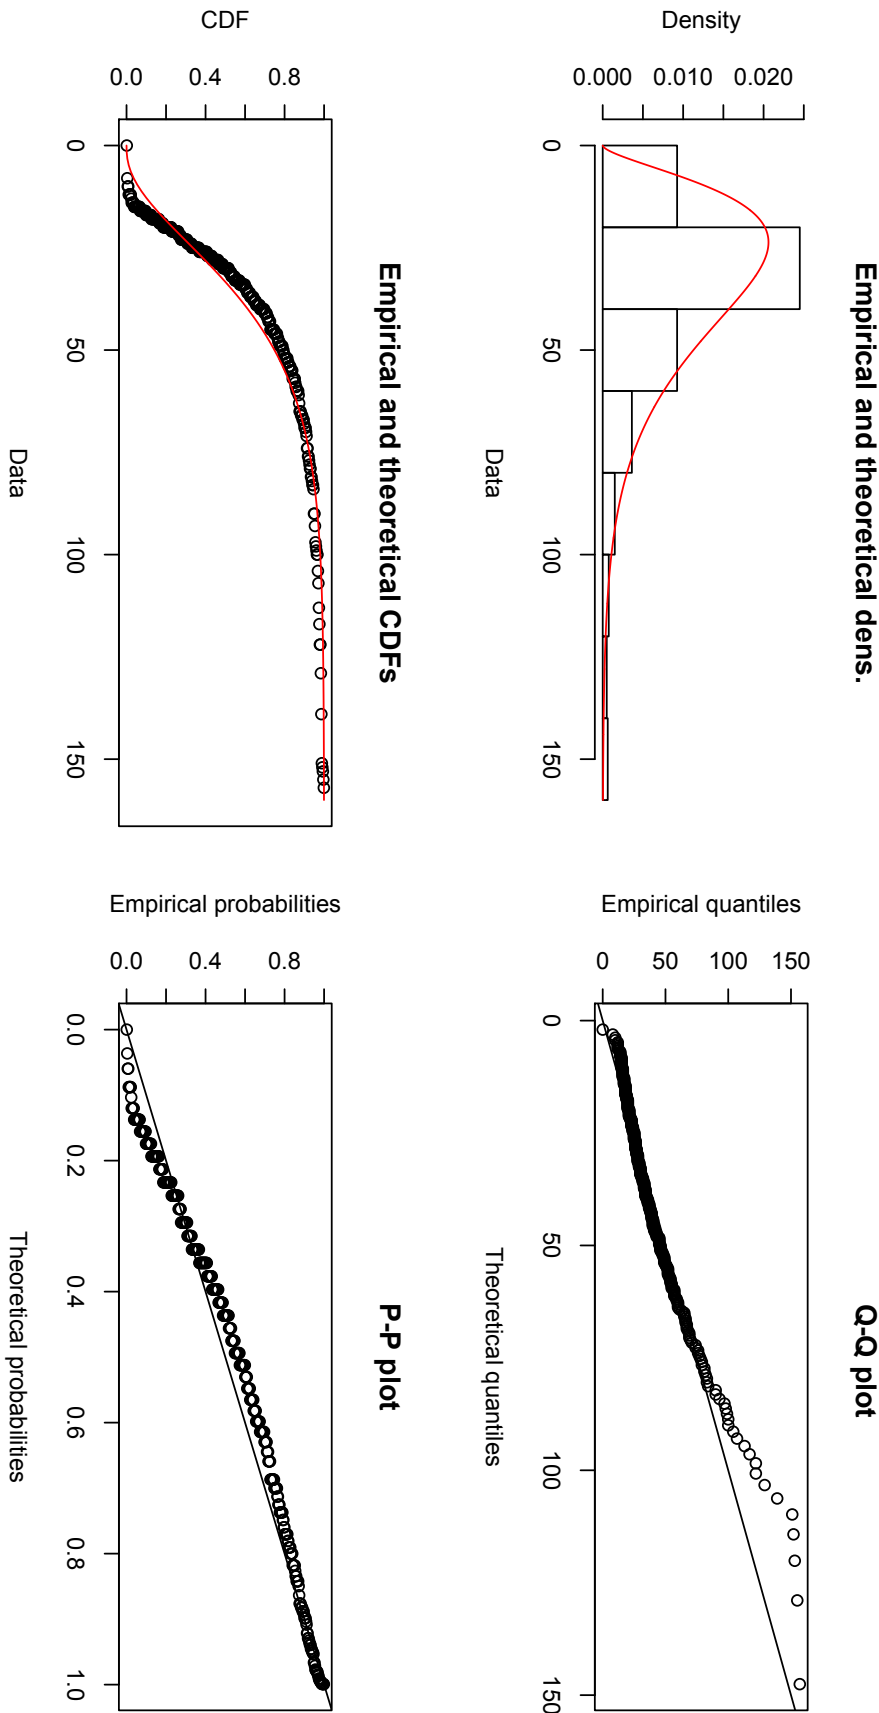 Empirical and theoretical dens.
Density
0.000 0.010 0.020
0 50 100 150
Data
Q-Q plot
Empirical quantiles
0 50 100 150
0 50 100 150
Theoretical quantiles
Empirical and theoretical CDFs
CDF
0.0 0.4 0.8
0 50 100 150
Data
P-P plot
Empirical probabilities
0.0 0.4 0.8
0.0 0.2 0.4 0.6 0.8 1.0
Theoretical probabilities